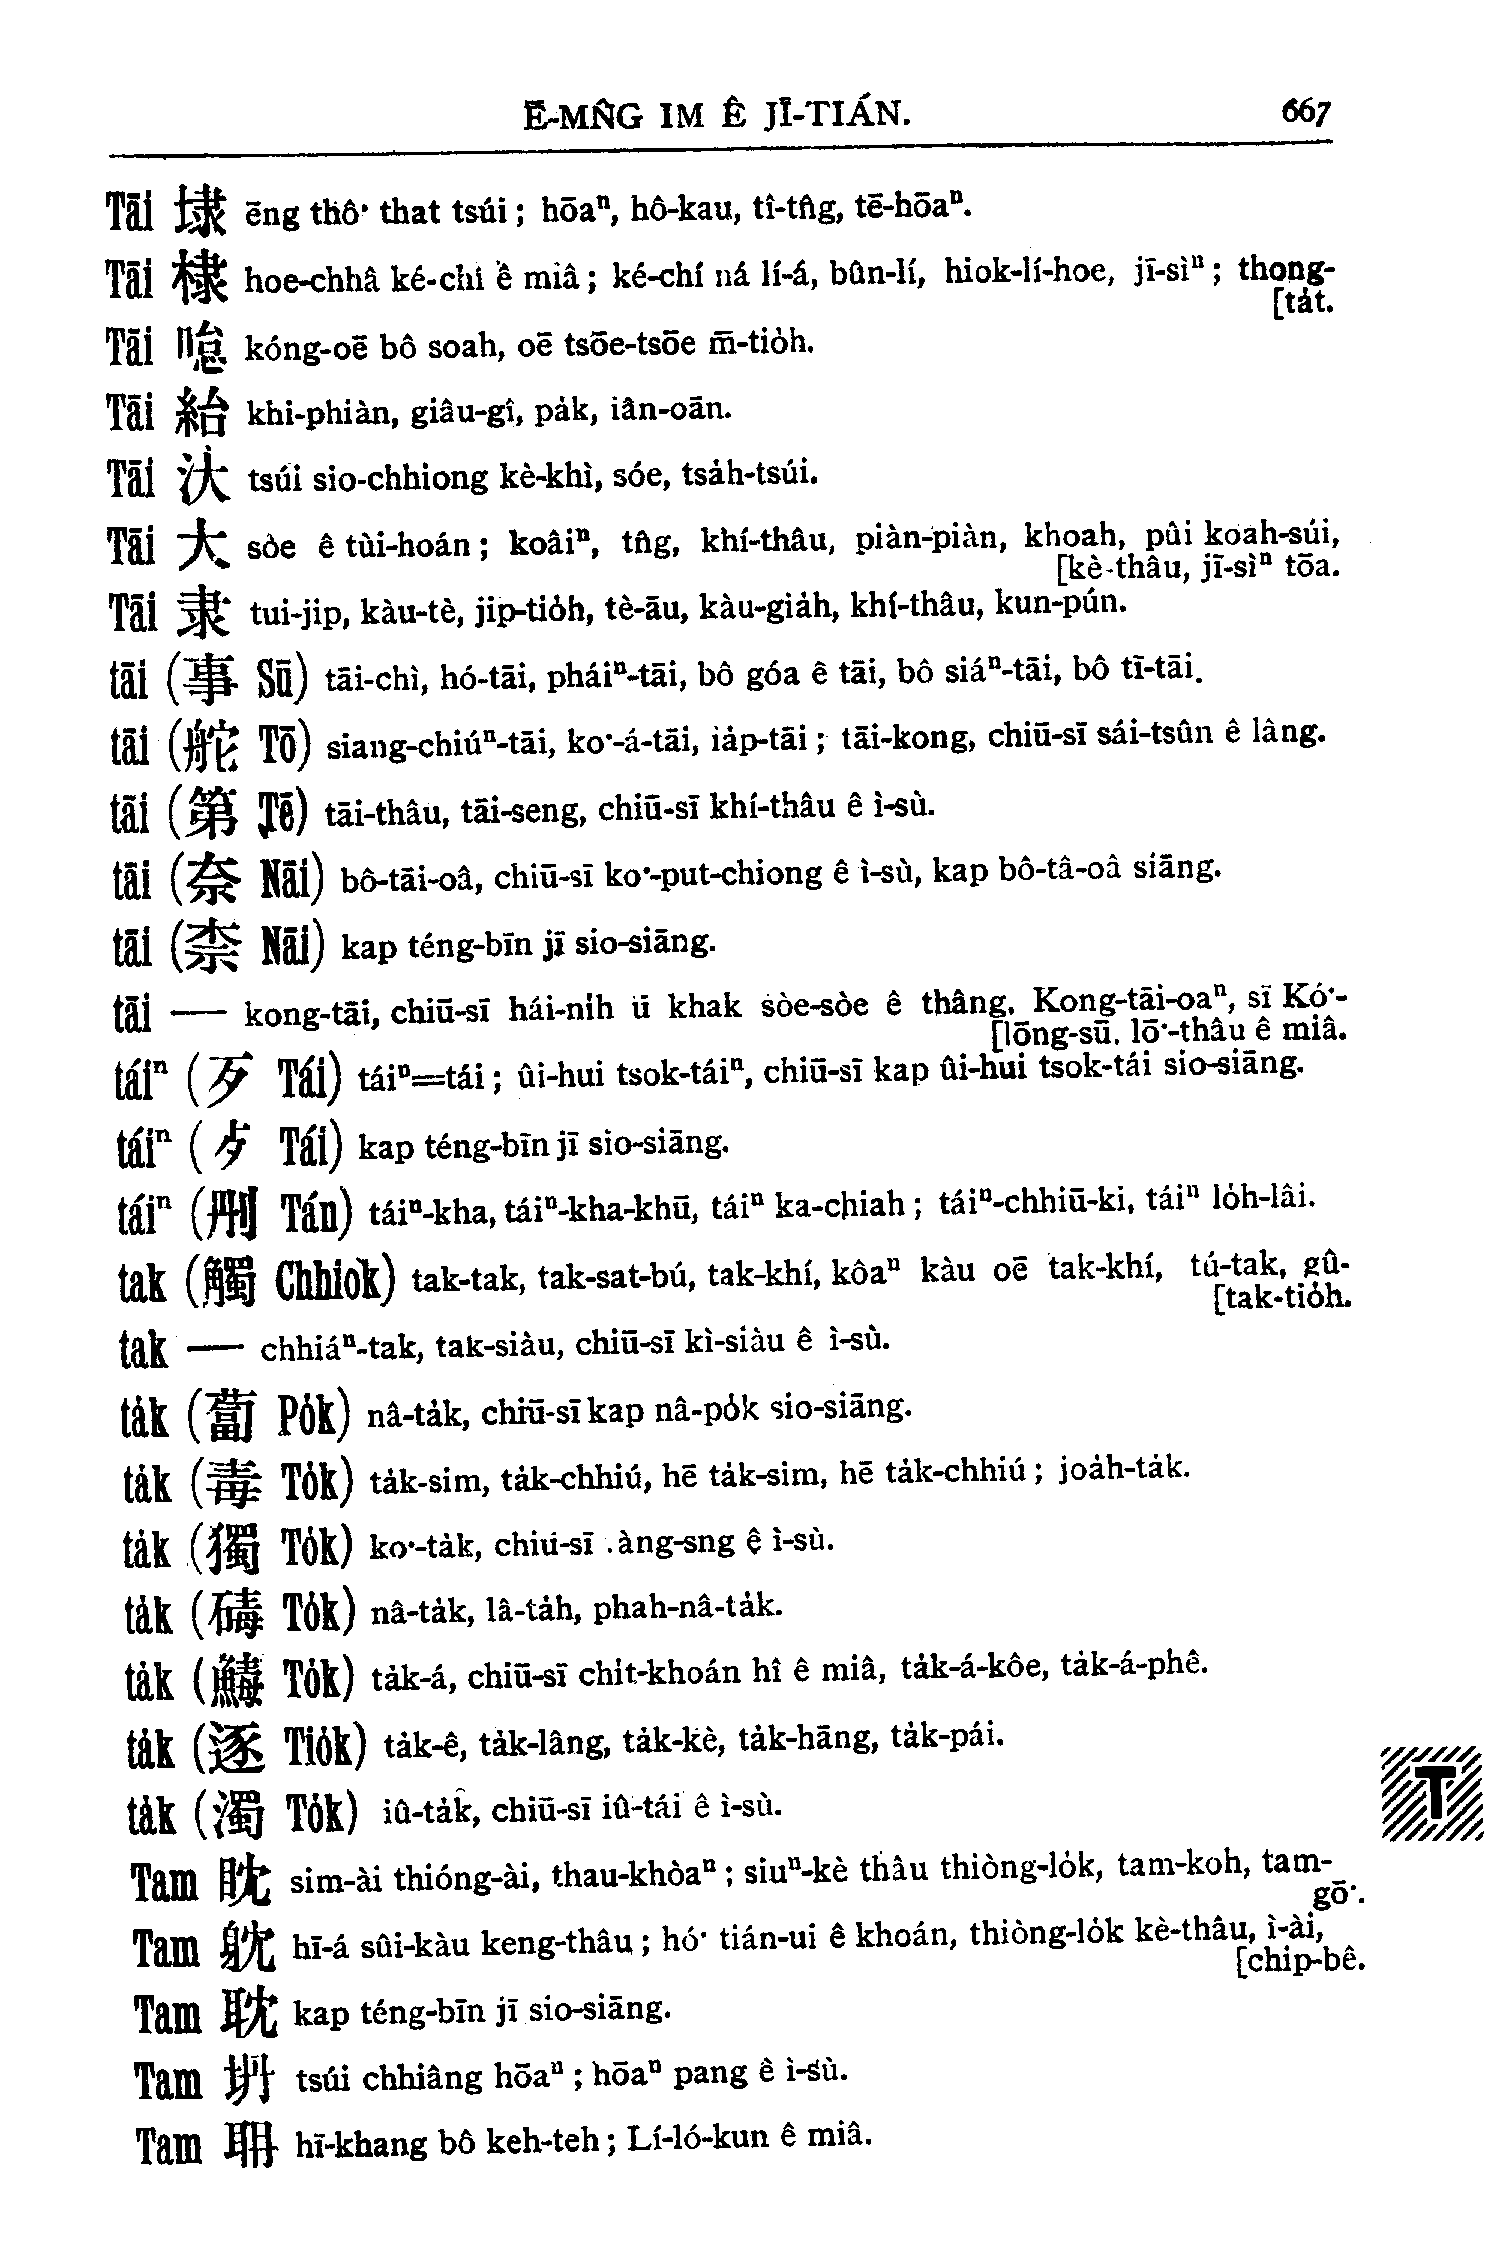 Ē-MN̂G IM Ê JĪ-TIÁN. 667
Tāi 埭 ēng thô͘ that tsúi; hōaⁿ, hô-kau, tî-tn̂g, tē-hōaⁿ.
Tāi 棣 hoe-chhâ ké-chí ê miâ; ké-chí ná lí-á, bûn-lí, hiok-lí-hoe, jī-sìⁿ; thong-
[ta̍t.
Tāi kóng-oē bô soah, oē tsōe-tsōe m̄-tio̍h.
Tāi 紿 khi-phiàn, giâu-gî, pa̍k, iân-oān.
Tāi 汏 tsúi sio-chhiong kè-khì, sóe, tsa̍h-tsúi.
Tāi 大 sòe ê tùi-hoán; koâiⁿ, tn̂g, khí-thâu, piàn-piàn, khoah, pûi koah-súi,
[kè-thâu, jī-sìⁿ tōa.
Tāi 隶 tui-jip, kàu-tè, jip-tio̍h, tè-āu, kàu-gia̍h, khí-thâu, kun-pún.
tāi (事 Sū) tāi-chì, hó-tāi, pháiⁿ-tāi, bô góa ê tāi, bô siáⁿ-tāi, bô tī-tāi.
tāi (舵 Tō) siang-chiúⁿ-tāi, ko͘-á-tāi, ia̍p-tāi; tāi-kong, chiū-sī sái-tsûn ê lâng.
tāi (第 Tē) tāi-thâu, tāi-seng, chiū-sī khí-thâu ê ì-sù.
tāi (奈 Nāi) bô-tāi-oâ, chiū-sī ko͘-put-chiong ê ì-sù, kap bô-tâ-oâ siāng.
tāi (柰 Nāi) kap téng-bīn jī sio-siāng.
tāi — kong-tāi, chiū-sī hái-nih ū khak sòe-sòe ê thâng. Kong-tāi-oaⁿ, sī Kó͘-
[lōng-sū. lō͘-thâu ê miâ.
táiⁿ (歹 Tái) táiⁿ=tái; ûi-hui tsok-táiⁿ, chiū-sī kap ûi-hui tsok-tái sio-siāng.
táiⁿ (歺 Tái) kap téng-bīn jī sio-siāng.
táiⁿ (刐 Tán) táiⁿ-kha, táiⁿ-kha-khū, táiⁿ ka-chiah; táiⁿ-chhiū-ki, táiⁿ lo̍h-lâi.
tak (觸 Chhiok) tak-tak, tak-sat-bú, tak-khí, kôaⁿ kàu oē tak-khí, tú-tak, gû-
[tak-tio̍h.
tak — chhiáⁿ-tak, tak-siàu, chiū-sī kì-siàu ê ì-sù.
ta̍k (蔔 Po̍k) nâ-ta̍k, chiū-sī kap nâ-po̍k sio-siāng.
ta̍k (毒 To̍k) ta̍k-sim, ta̍k-chhiú, hē ta̍k-sim, hē ta̍k-chhiú; joa̍h-ta̍k.
ta̍k (獨 To̍k) ko͘-ta̍k, chiū-sī àng-sng ê ì-sù.
ta̍k (碡 To̍k) nâ-ta̍k, lâ-ta̍h, phah-nâ-ta̍k.
ta̍k (To̍k) ta̍k-á, chiū-sī chi̍t-khoán hî ê miâ, ta̍k-á-kôe, ta̍k-á-phê.
ta̍k (逐 Tio̍k) ta̍k-ê, ta̍k-lâng, ta̍k-kè, ta̍k-hāng, ta̍k-pái.
ta̍k (濁 To̍k) iû-ta̍k, chiū-sī iû-tái ê ì-sù.
Tam 眈 sim-ài thióng-ài, thau-khòaⁿ; siuⁿ-kè thâu thiòng-lo̍k, tam-koh, tam-
gō͘.
Tam 躭 hī-á sûi-kàu keng-thâu; hó͘ tián-ui ê khoán, thiòng-lo̍k kè-thâu, ì-ài,
[chip-bê.
Tam 耽 kap téng-bīn jī sio-siāng.
Tam 坍 tsúi chhiâng hōaⁿ; hōaⁿ pang ê ì-sù.
Tam 聃 hī-khang bô keh-teh; Lí-ló-kun ê miâ.
T